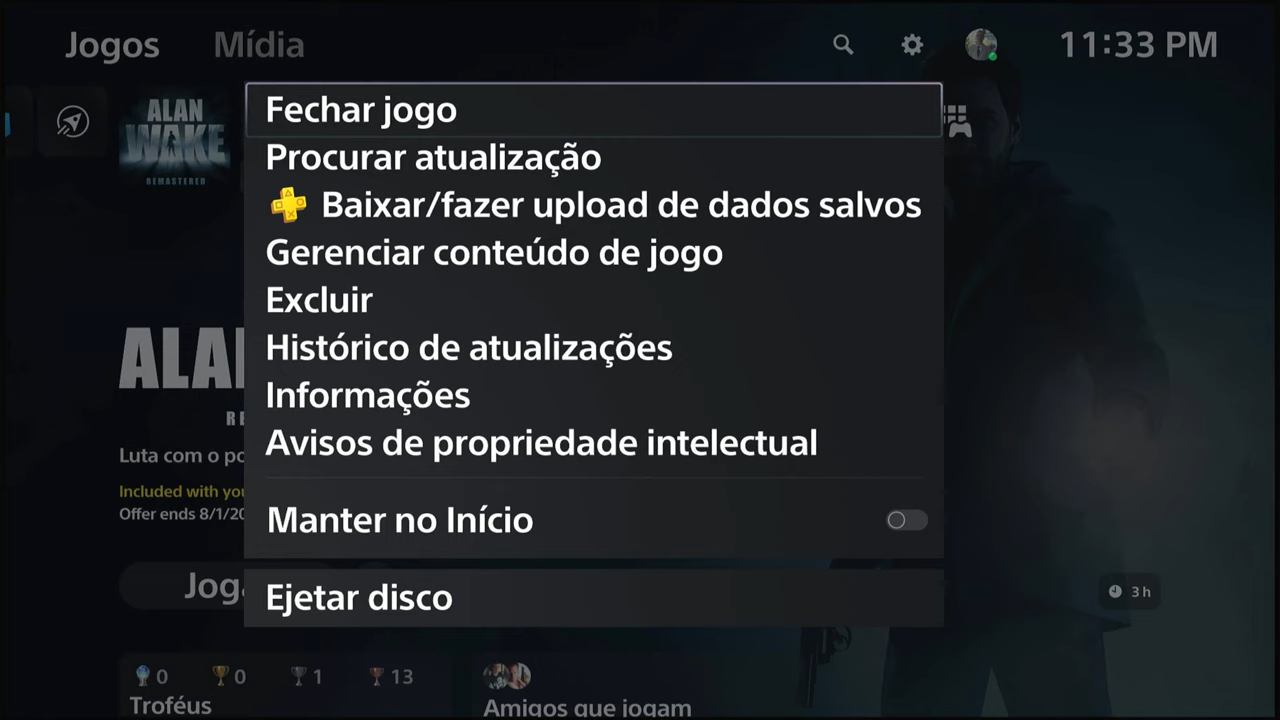 Jogos Mídia 11:33 PM
ALAN
WAKE
REMASTERED
Fechar jogo
Procurar atualização
Baixar/fazer upload de dados salvos
Gerenciar conteúdo de jogo
Excluir
Histórico de atualizações
Informações
Avisos de propriedade intelectual
Manter no Início
Ejetar disco
ALA
RE
Luta com o po
Included with you
Offer ends 8/1/20
Joga
3 h
0 0 1 13
Troféus
Amigos que jogam